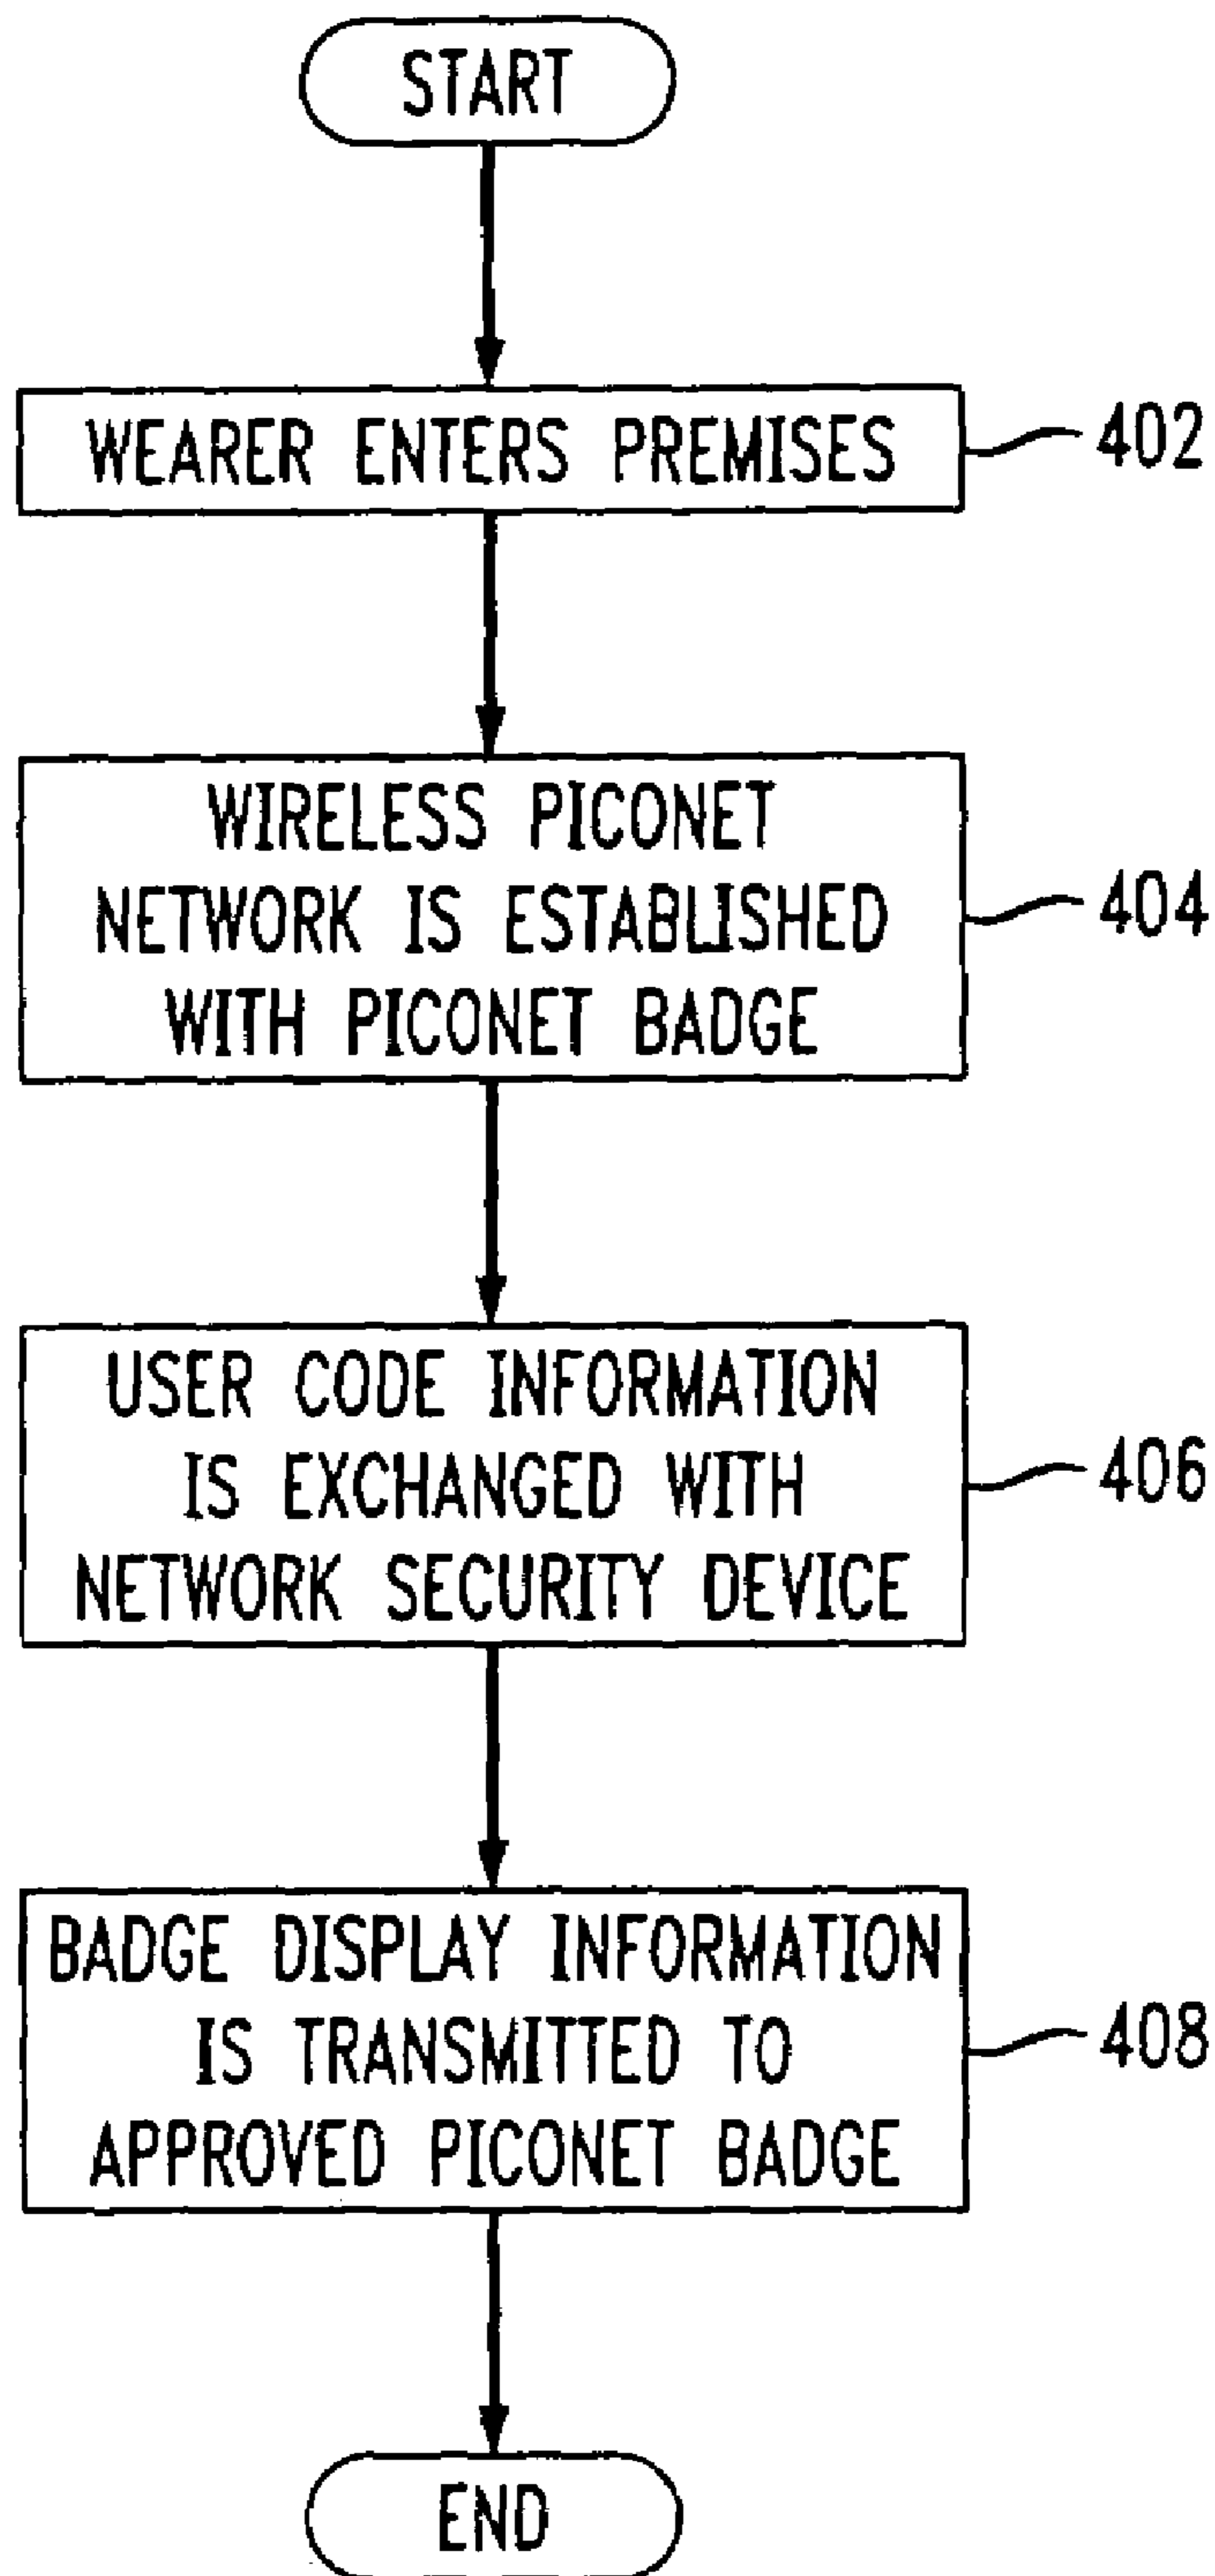 START
WEARER ENTERS PREMISES
402
WIRELESS PICONET
NETWORK IS ESTABLISHED
WITH PICONET BADGE
404
USER CODE INFORMATION
IS EXCHANGED WITH
NETWORK SECURITY DEVICE
406
BADGE DISPLAY INFORMATION
IS TRANSMITTED TO
APPROVED PICONET BADGE
408
END